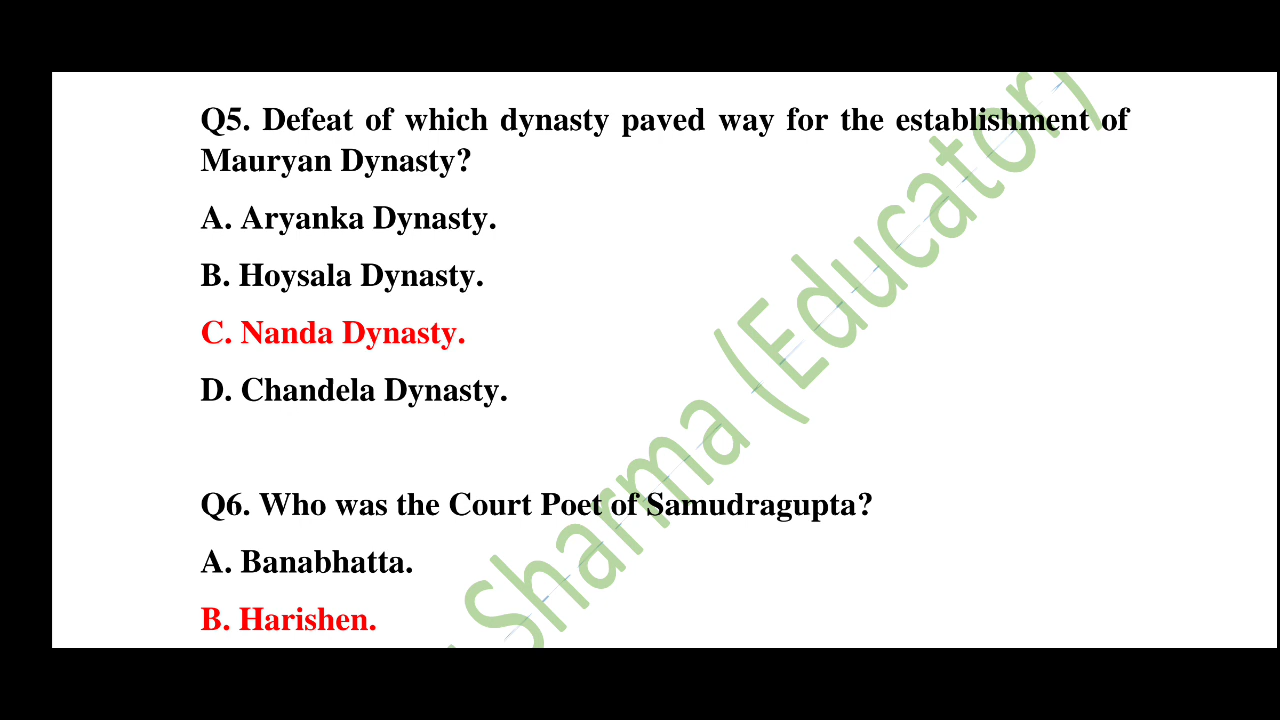 Q5. Defeat of which dynasty paved way for the establishment of
Mauryan Dynasty?
A. Aryanka Dynasty.
B. Hoysala Dynasty.
C. Nanda Dynasty.
D. Chandela Dynasty.
Q6. Who was the Court Poet of Samudragupta?
A. Banabhatta.
B. Harishen.
Sharma (Educator)